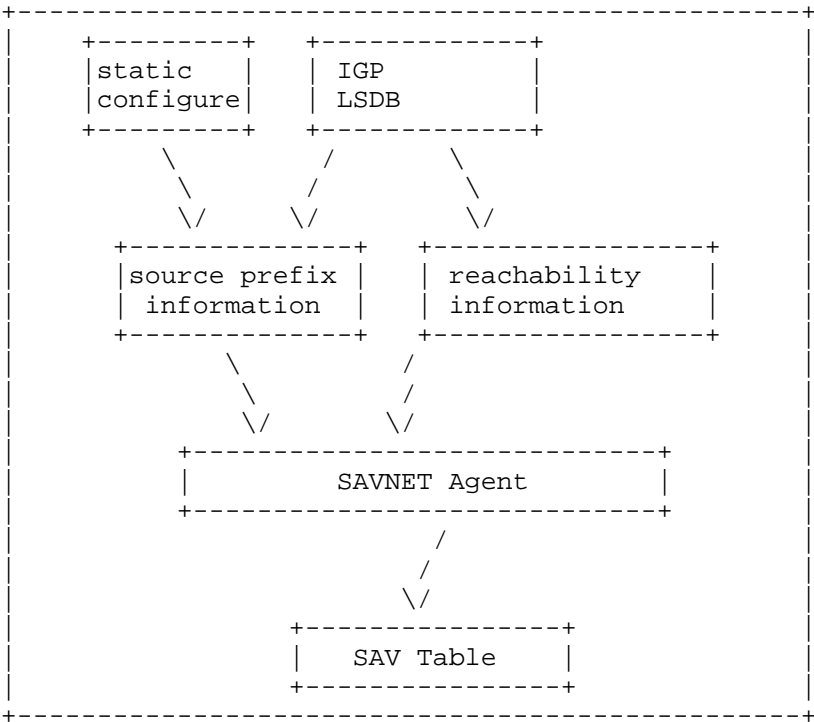 static
configure
IGP
LSDB
source prefix
information
reachability
information
SAVNET Agent
SAV Table